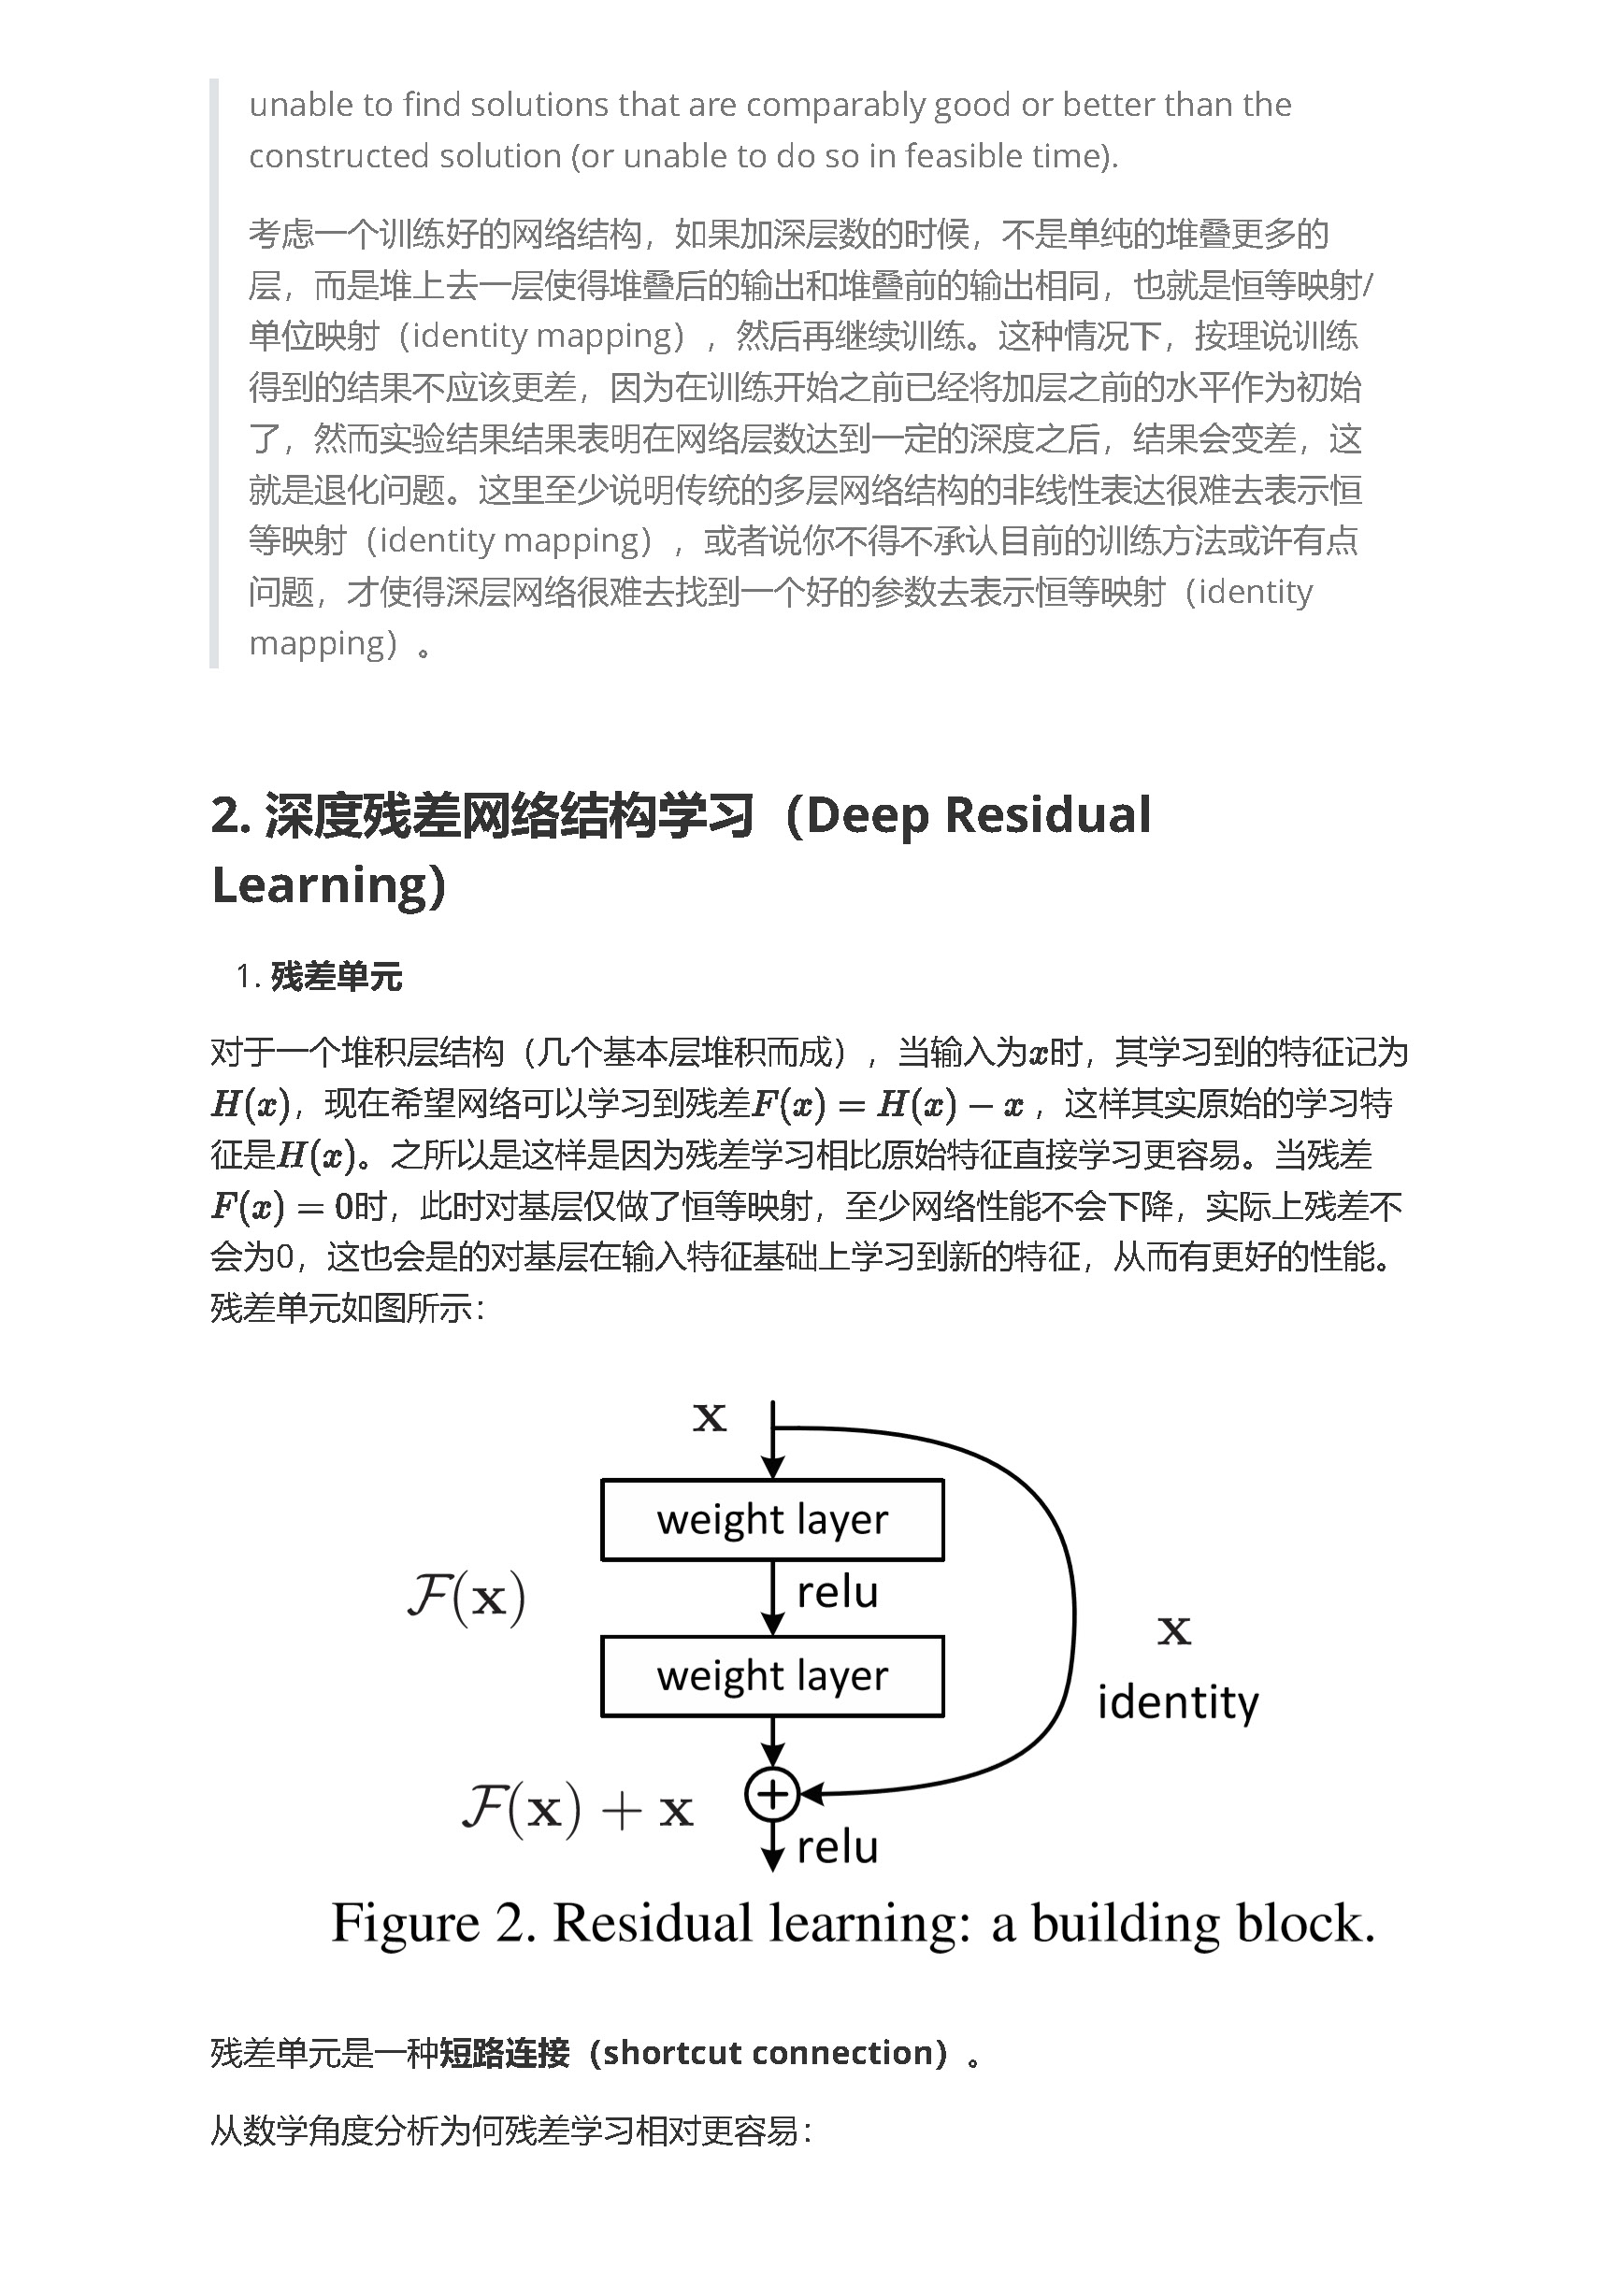 unable to find solutions that are comparably good or better than the
constructed solution (or unable to do so in feasible time).
考虑一个训练好的网络结构，如果加深层数的时候，不是单纯的堆叠更多的
层，而是堆上去一层使得堆叠后的输出和堆叠前的输出相同，也就是恒等映射/
单位映射（identity mapping），然后再继续训练。这种情况下，按理说训练
得到的结果不应该更差，因为在训练开始之前已经将加层之前的水平作为初始
了，然而实验结果结果表明在网络层数达到一定的深度之后，结果会变差，这
就是退化问题。这里至少说明传统的多层网络结构的非线性表达很难去表示恒
等映射（identity mapping），或者说你不得不承认目前的训练方法或许有点
问题，才使得深层网络很难去找到一个好的参数去表示恒等映射（identity
mapping）。
2. 深度残差网络结构学习（Deep Residual
Learning）
1. 残差单元
对于一个堆积层结构（几个基本层堆积而成），当输入为x时，其学习到的特征记为
H(x)，现在希望网络可以学习到残差F(x) = H(x) − x ，这样其实原始的学习特
征是H(x)。之所以是这样是因为残差学习相比原始特征直接学习更容易。当残差
F(x) = 0时，此时对基层仅做了恒等映射，至少网络性能不会下降，实际上残差不
会为0，这也会是的对基层在输入特征基础上学习到新的特征，从而有更好的性能。
残差单元如图所示：
x
weight layer
F(x)
relu
x
weight layer
identity
F(x) + x
+
relu
Figure 2. Residual learning: a building block.
残差单元是一种短路连接（shortcut connection）。
从数学角度分析为何残差学习相对更容易：